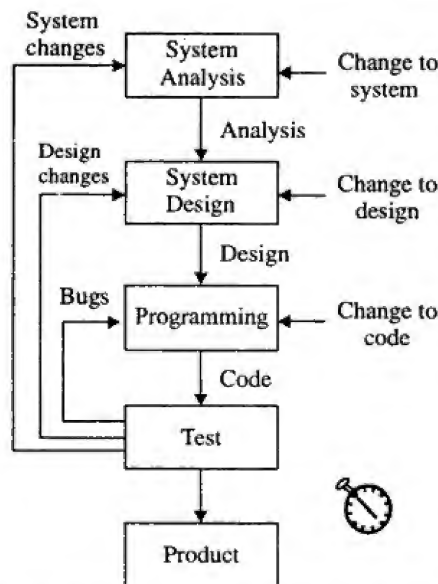 System
changes
System
Analysis
Change to
system
Analysis
Design
changes
System
Design
Change to
design
Design
Bugs
Programming
Change to
code
Code
Test
Product